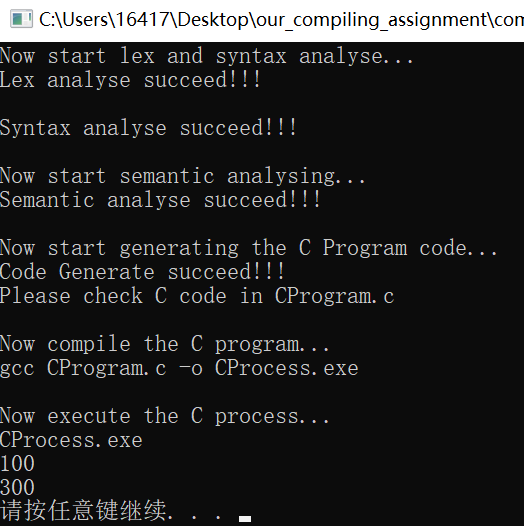 C:\Users\16417\Desktop\our_compiling_assignment\com
Now start lex and syntax analyse...
Lex analyse succeed!!!
Syntax analyse succeed!!!
Now start semantic analysing...
Semantic analyse succeed!!!
Now start generating the C Program code...
Code Generate succeed!!!
Please check C code in CProgram.c
Now compile the C program...
gcc CProgram.c -o CProcess.exe
Now execute the C process...
CProcess.exe
100
300
请按任意键继续. . .